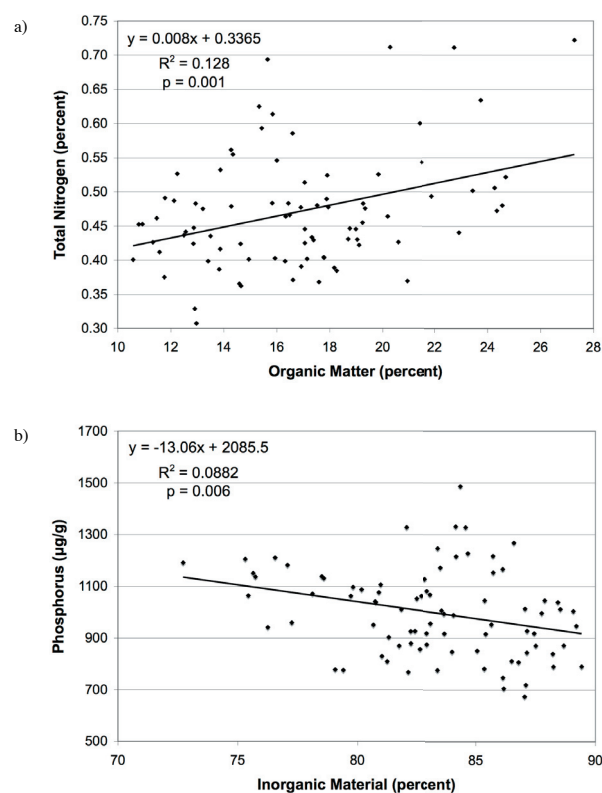 a)
y = 0.008x + 0.3365
R² = 0.128
p = 0.001
0.75
0.70
0.65
0.60
0.55
0.50
0.45
0.40
0.35
0.30
Total Nitrogen (percent)
10 12 14 16 18 20 22 24 26 28
Organic Matter (percent)
b)
y = -13.06x + 2085.5
R² = 0.0882
p = 0.006
1700
1500
1300
1100
900
700
500
Phosphorus (µg/g)
70 75 80 85 90
Inorganic Material (percent)